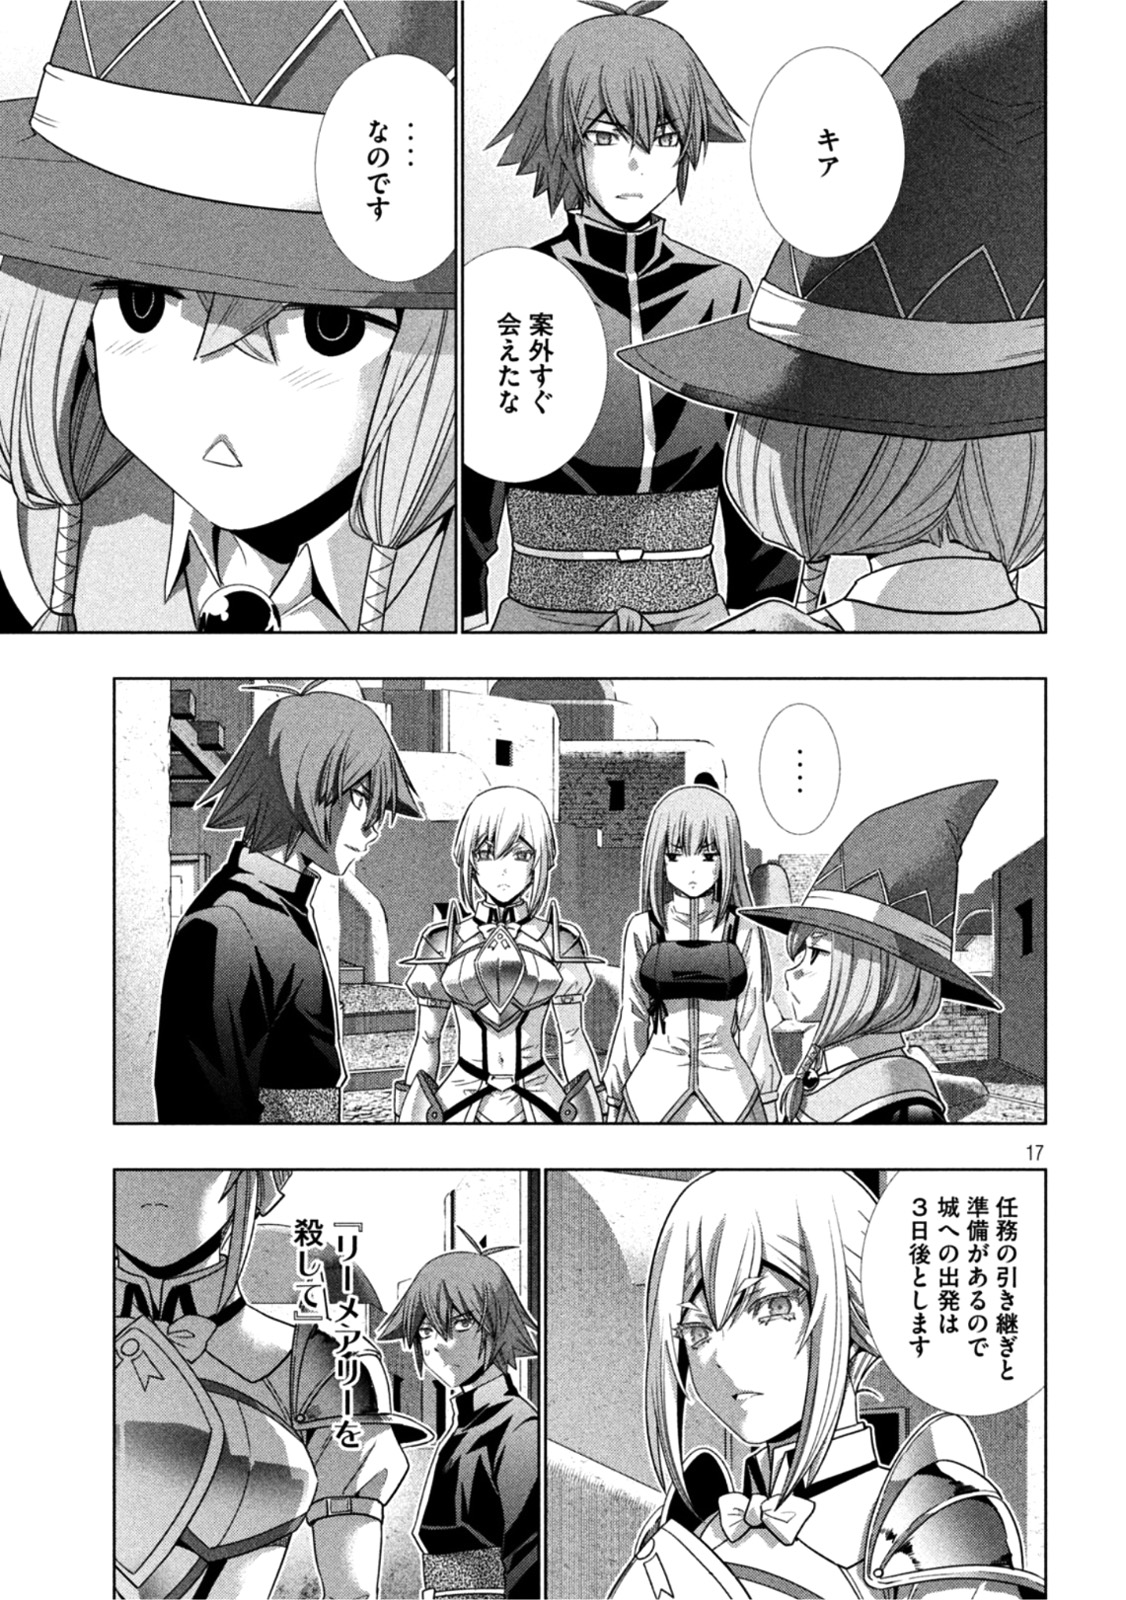 キア
案外すぐ
会えたな
‥‥
なのです
‥‥
17
任務の引き継ぎと
準備があるので
城への出発は
3日後とします
『リーメアリーを
殺して』